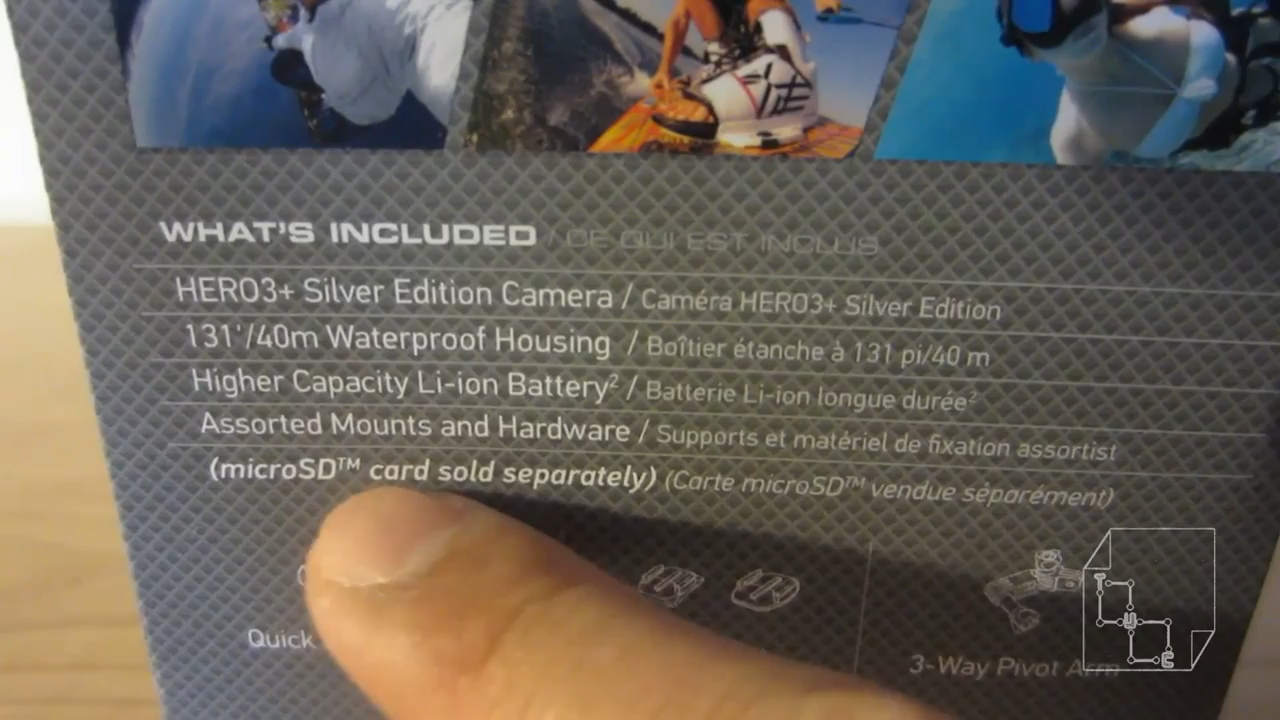 WHAT'S INCLUDED / CE QUI EST INCLUS
HERO3+ Silver Edition Camera / Caméra HERO3+ Silver Edition
131'/40m Waterproof Housing / Boîtier étanche à 131 pi/40 m
Higher Capacity Li-ion Battery² / Batterie Li-ion longue durée²
Assorted Mounts and Hardware / Supports et matériel de fixation assortist
(microSD™ card sold separately) (Carte microSD™ vendue séparément)
Quick
3-Way Pivot Arm
T
U
E